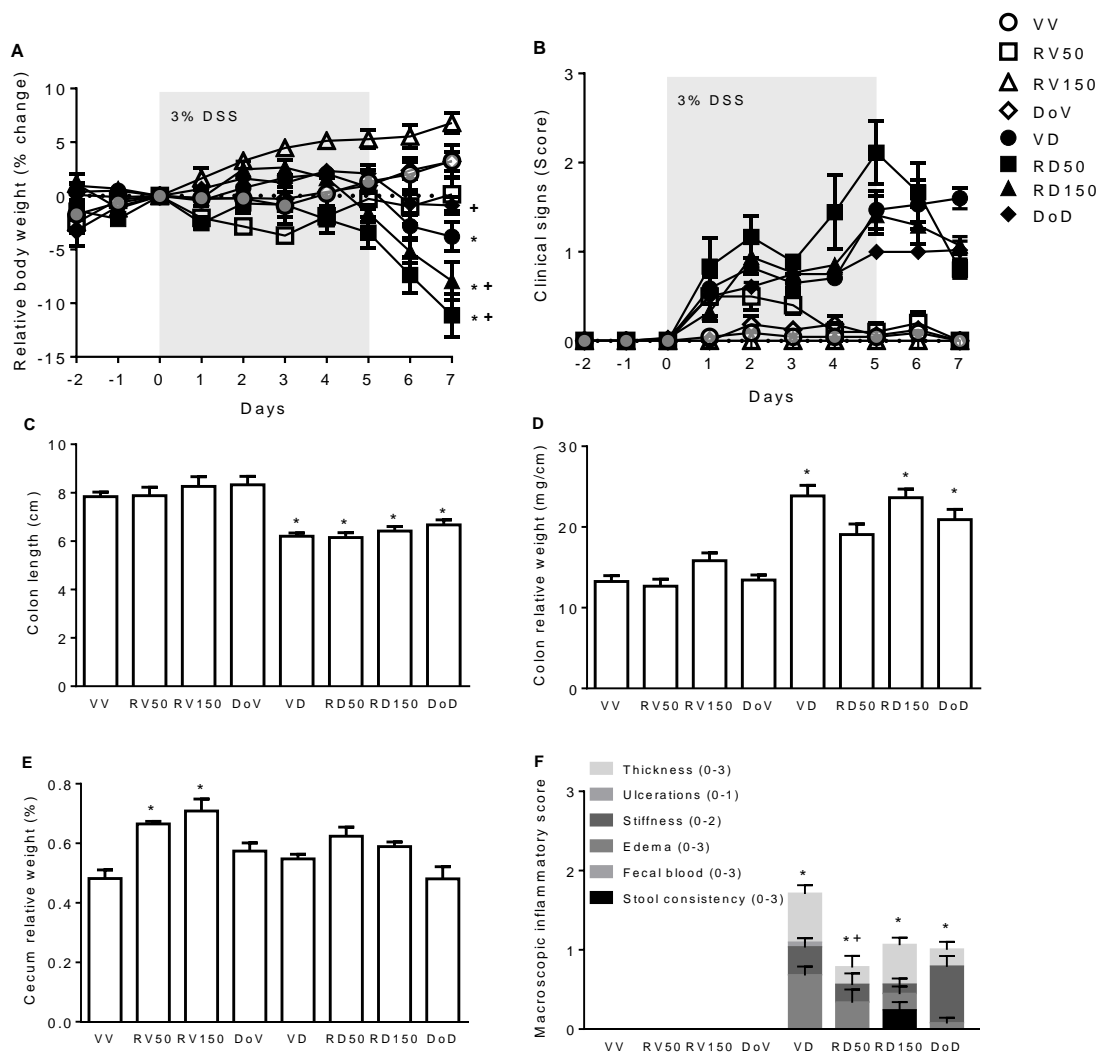 VV
RV50
RV150
DoV
VD
RD50
RD150
DoD
A
Relative body weight (% change)
10
5
0
-5
-10
-15
3% DSS
+
*
* +
* +
-2 -1 0 1 2 3 4 5 6 7
Days
B
Clinical signs (Score)
3
2
1
0
3% DSS
-2 -1 0 1 2 3 4 5 6 7
Days
C
Colon length (cm)
10
8
6
4
2
0
* * * *
VV RV50 RV150 DoV VD RD50 RD150 DoD
D
Colon relative weight (mg/cm)
30
20
10
0
* * *
VV RV50 RV150 DoV VD RD50 RD150 DoD
E
Cecum relative weight (%)
0.8
0.6
0.4
0.2
0.0
* *
VV RV50 RV150 DoV VD RD50 RD150 DoD
F
Macroscopic inflammatory score
3
2
1
0
Thickness (0-3)
Ulcerations (0-1)
Stiffness (0-2)
Edema (0-3)
Fecal blood (0-3)
Stool consistency (0-3)
* * + * *
VV RV50 RV150 DoV VD RD50 RD150 DoD